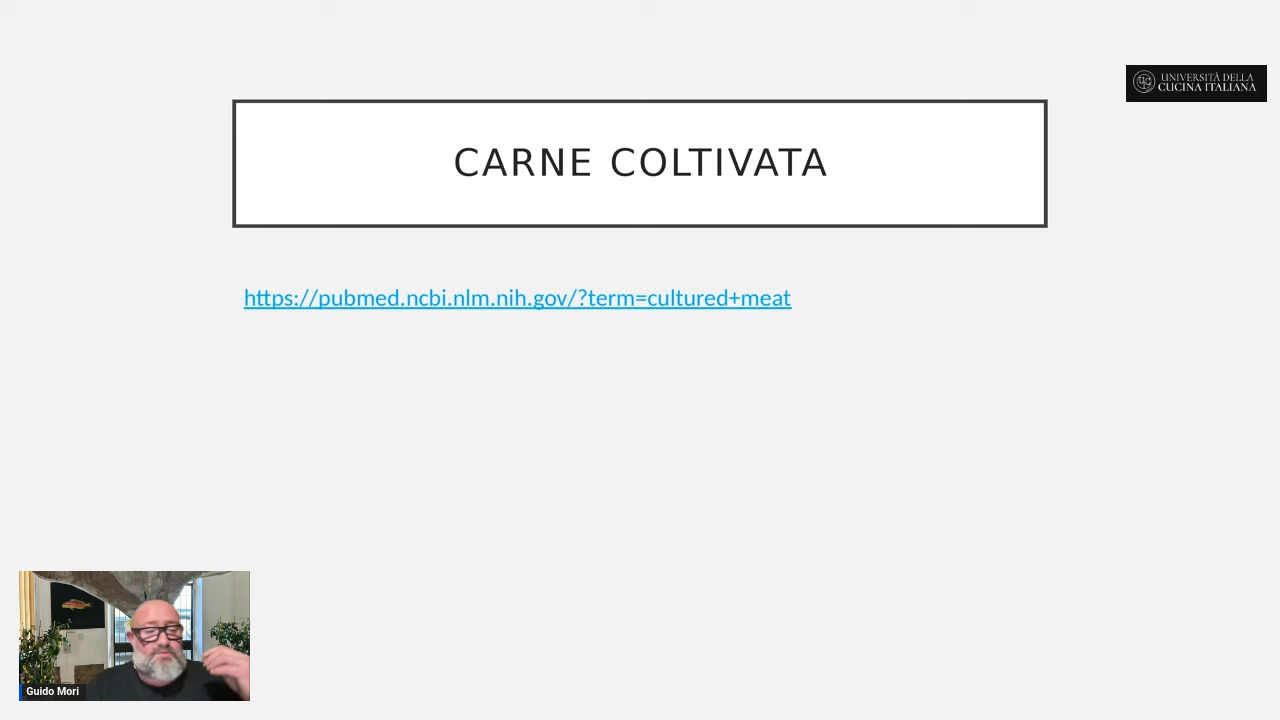 UNIVERSITÀ DELLA
CUCINA ITALIANA
CARNE COLTIVATA
https://pubmed.ncbi.nlm.nih.gov/?term=cultured+meat
Guido Mori